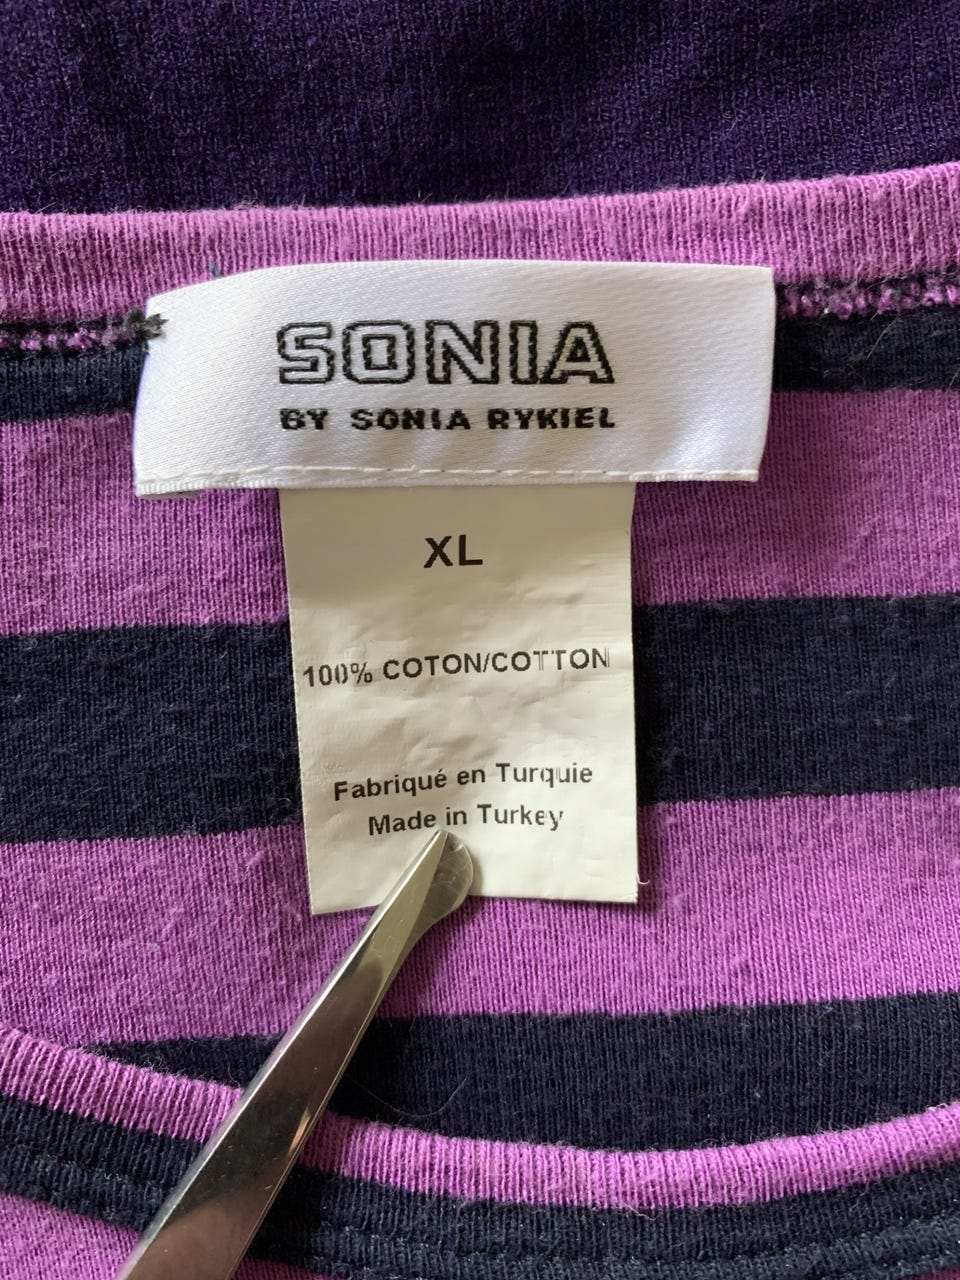 SONIA
BY SONIA RYKIEL
XL
100% COTON/COTTON
Fabriqué en Turquie
Made in Turkey